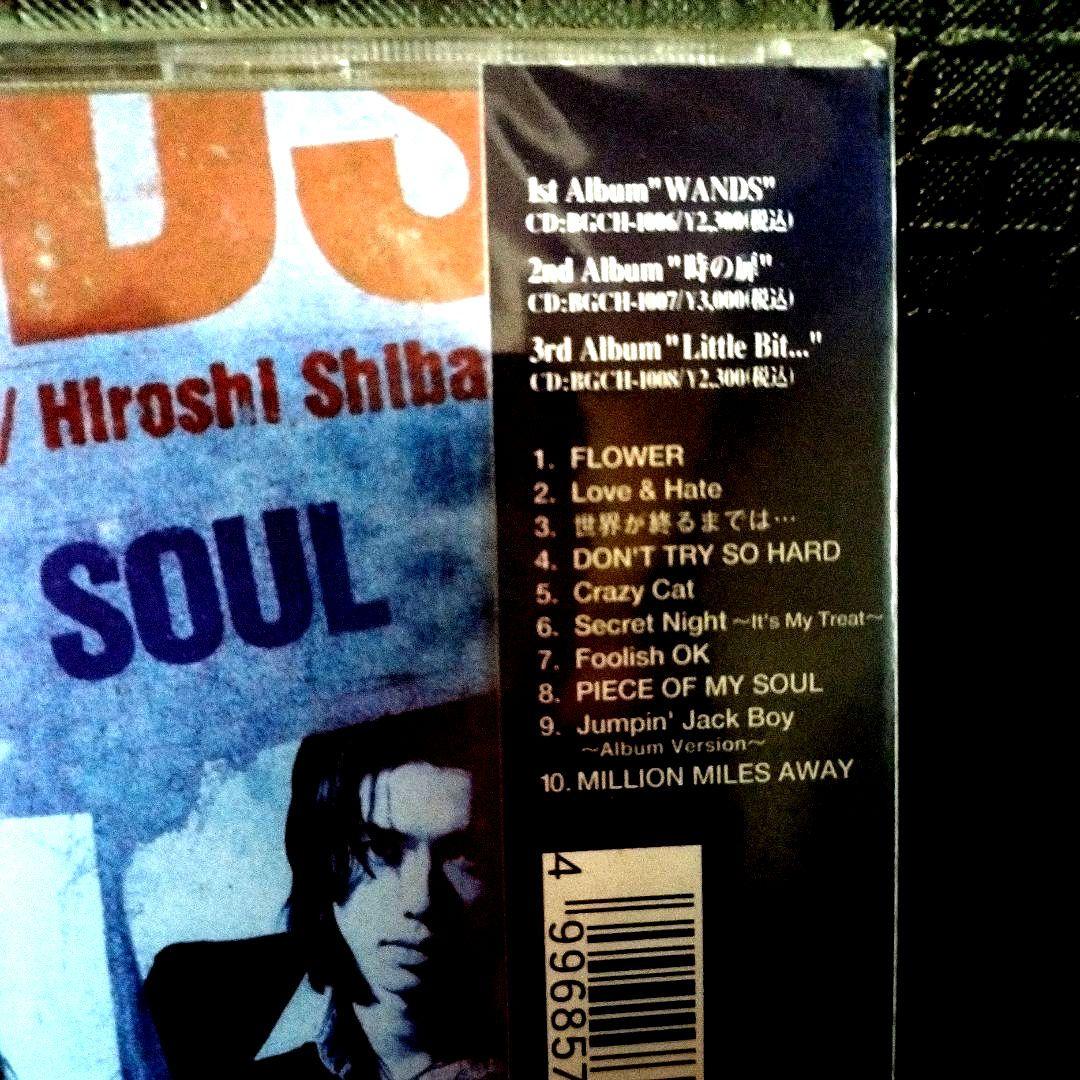 DS
/ Hiroshi Shiba
SOUL
1st Album "WANDS"
CD:BGCH-1006/¥2,300(税込)
2nd Album "時の扉"
CD:BGCH-1007/¥3,000(税込)
3rd Album "Little Bit..."
CD:BGCH-1008/¥2,300(税込)
1. FLOWER
2. Love & Hate
3. 世界が終るまでは…
4. DON'T TRY SO HARD
5. Crazy Cat
6. Secret Night ～It's My Treat～
7. Foolish OK
8. PIECE OF MY SOUL
9. Jumpin' Jack Boy
～Album Version～
10. MILLION MILES AWAY
4 996857